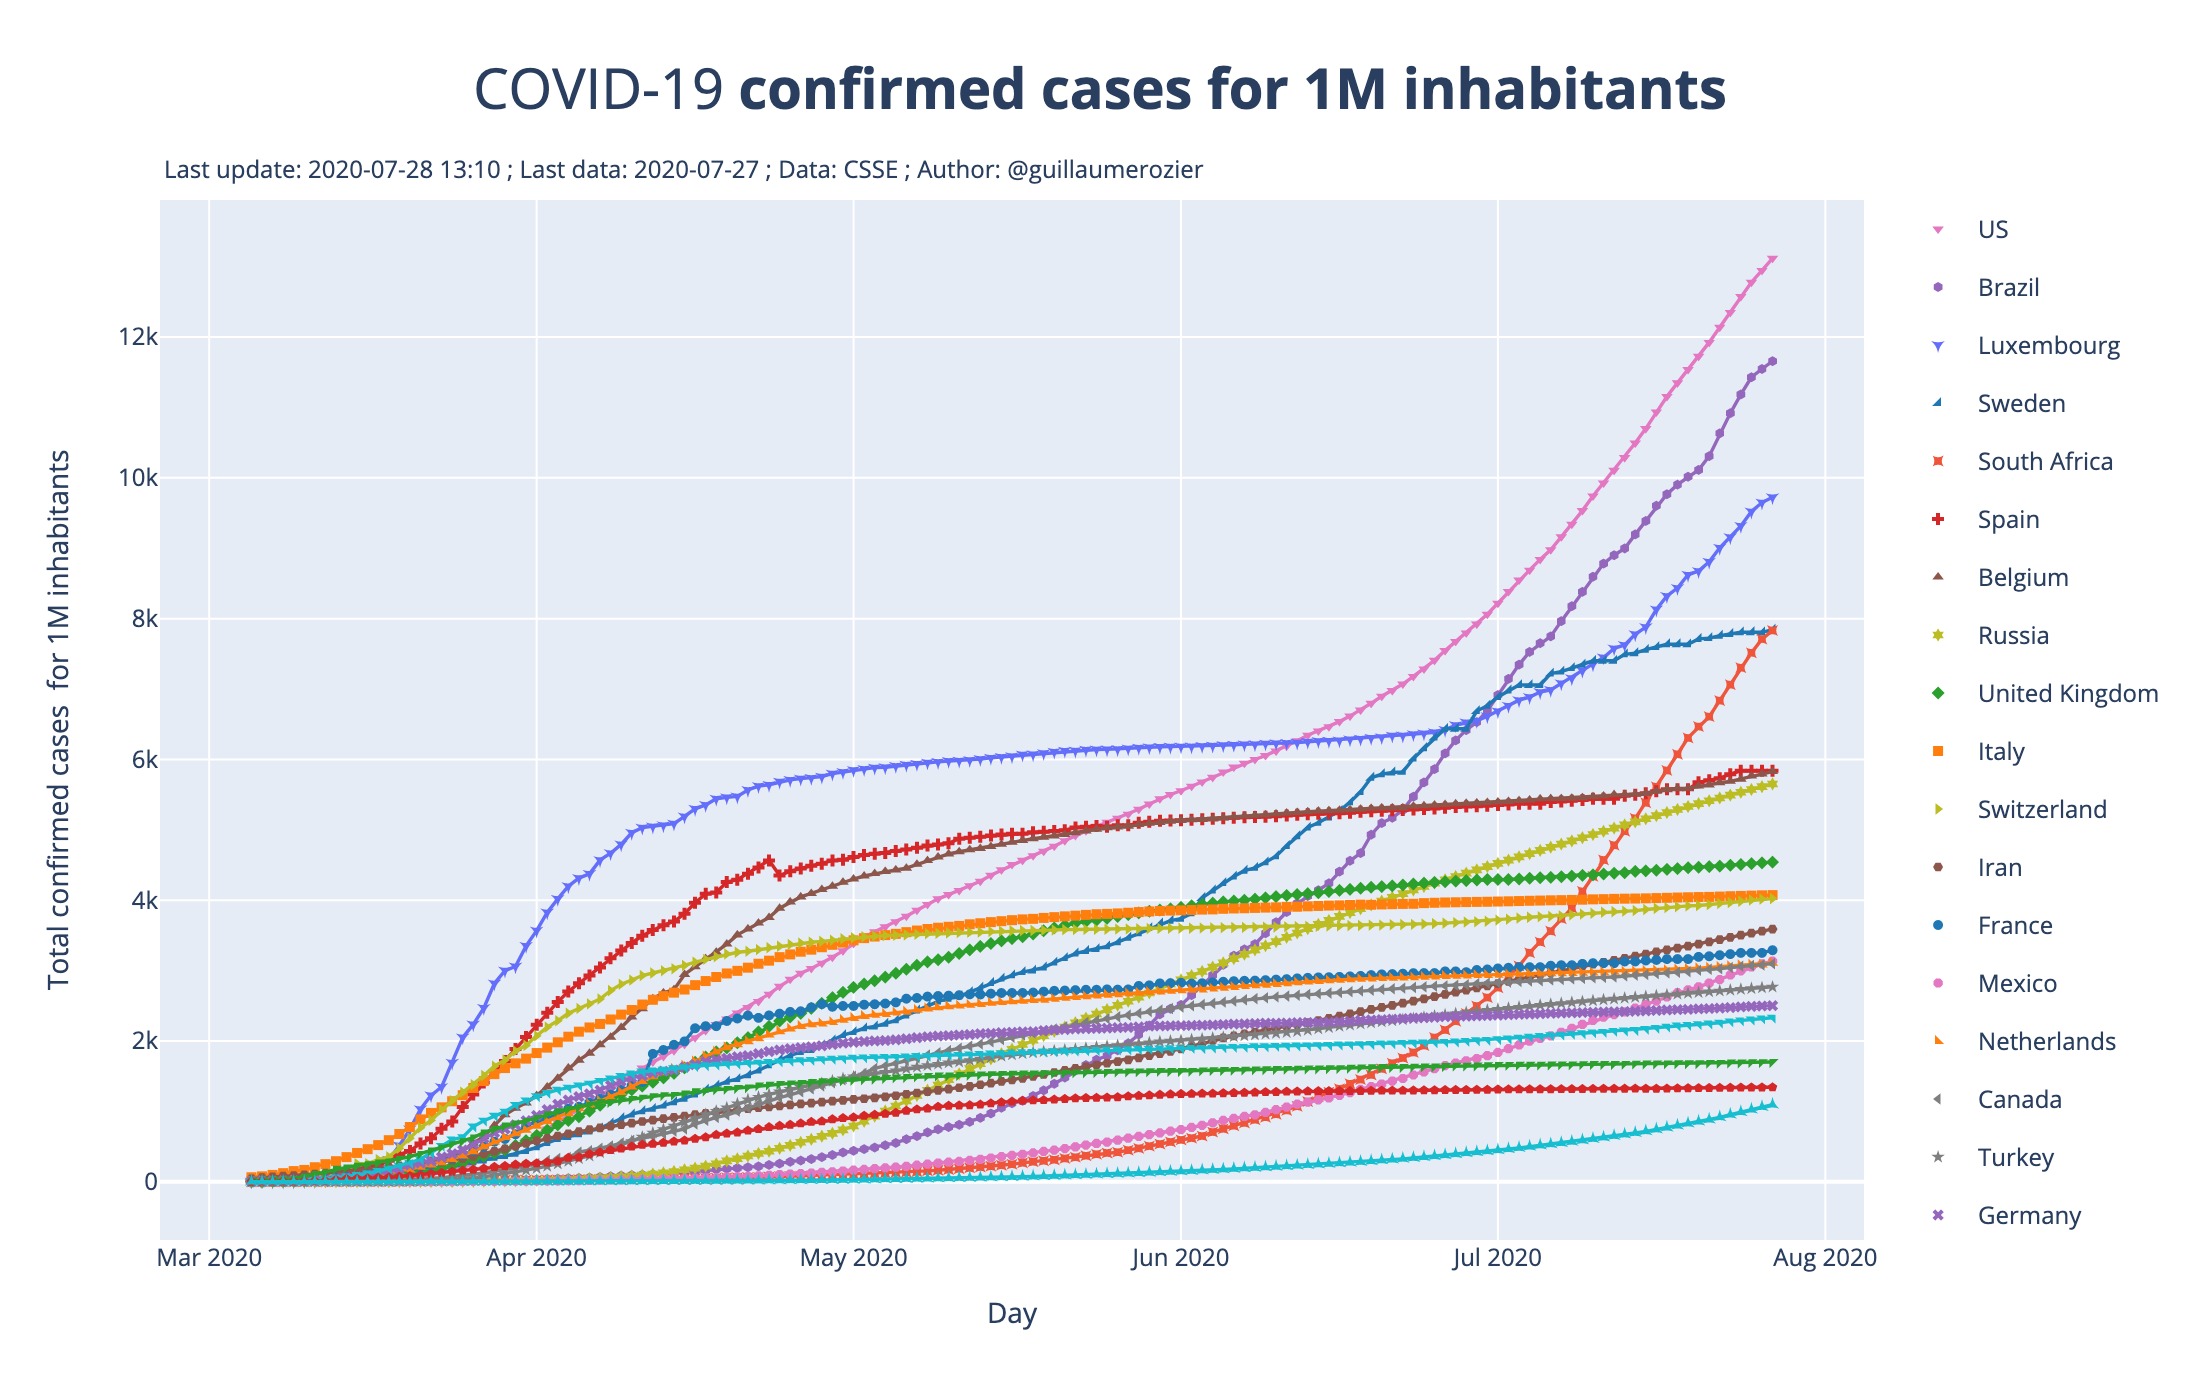 COVID-19 confirmed cases for 1M inhabitants
Last update: 2020-07-28 13:10 ; Last data: 2020-07-27 ; Data: CSSE ; Author: @guillaumerozier
Total confirmed cases for 1M inhabitants
12k
10k
8k
6k
4k
2k
0
Mar 2020
Apr 2020
May 2020
Jun 2020
Jul 2020
Aug 2020
Day
US
Brazil
Luxembourg
Sweden
South Africa
Spain
Belgium
Russia
United Kingdom
Italy
Switzerland
Iran
France
Mexico
Netherlands
Canada
Turkey
Germany